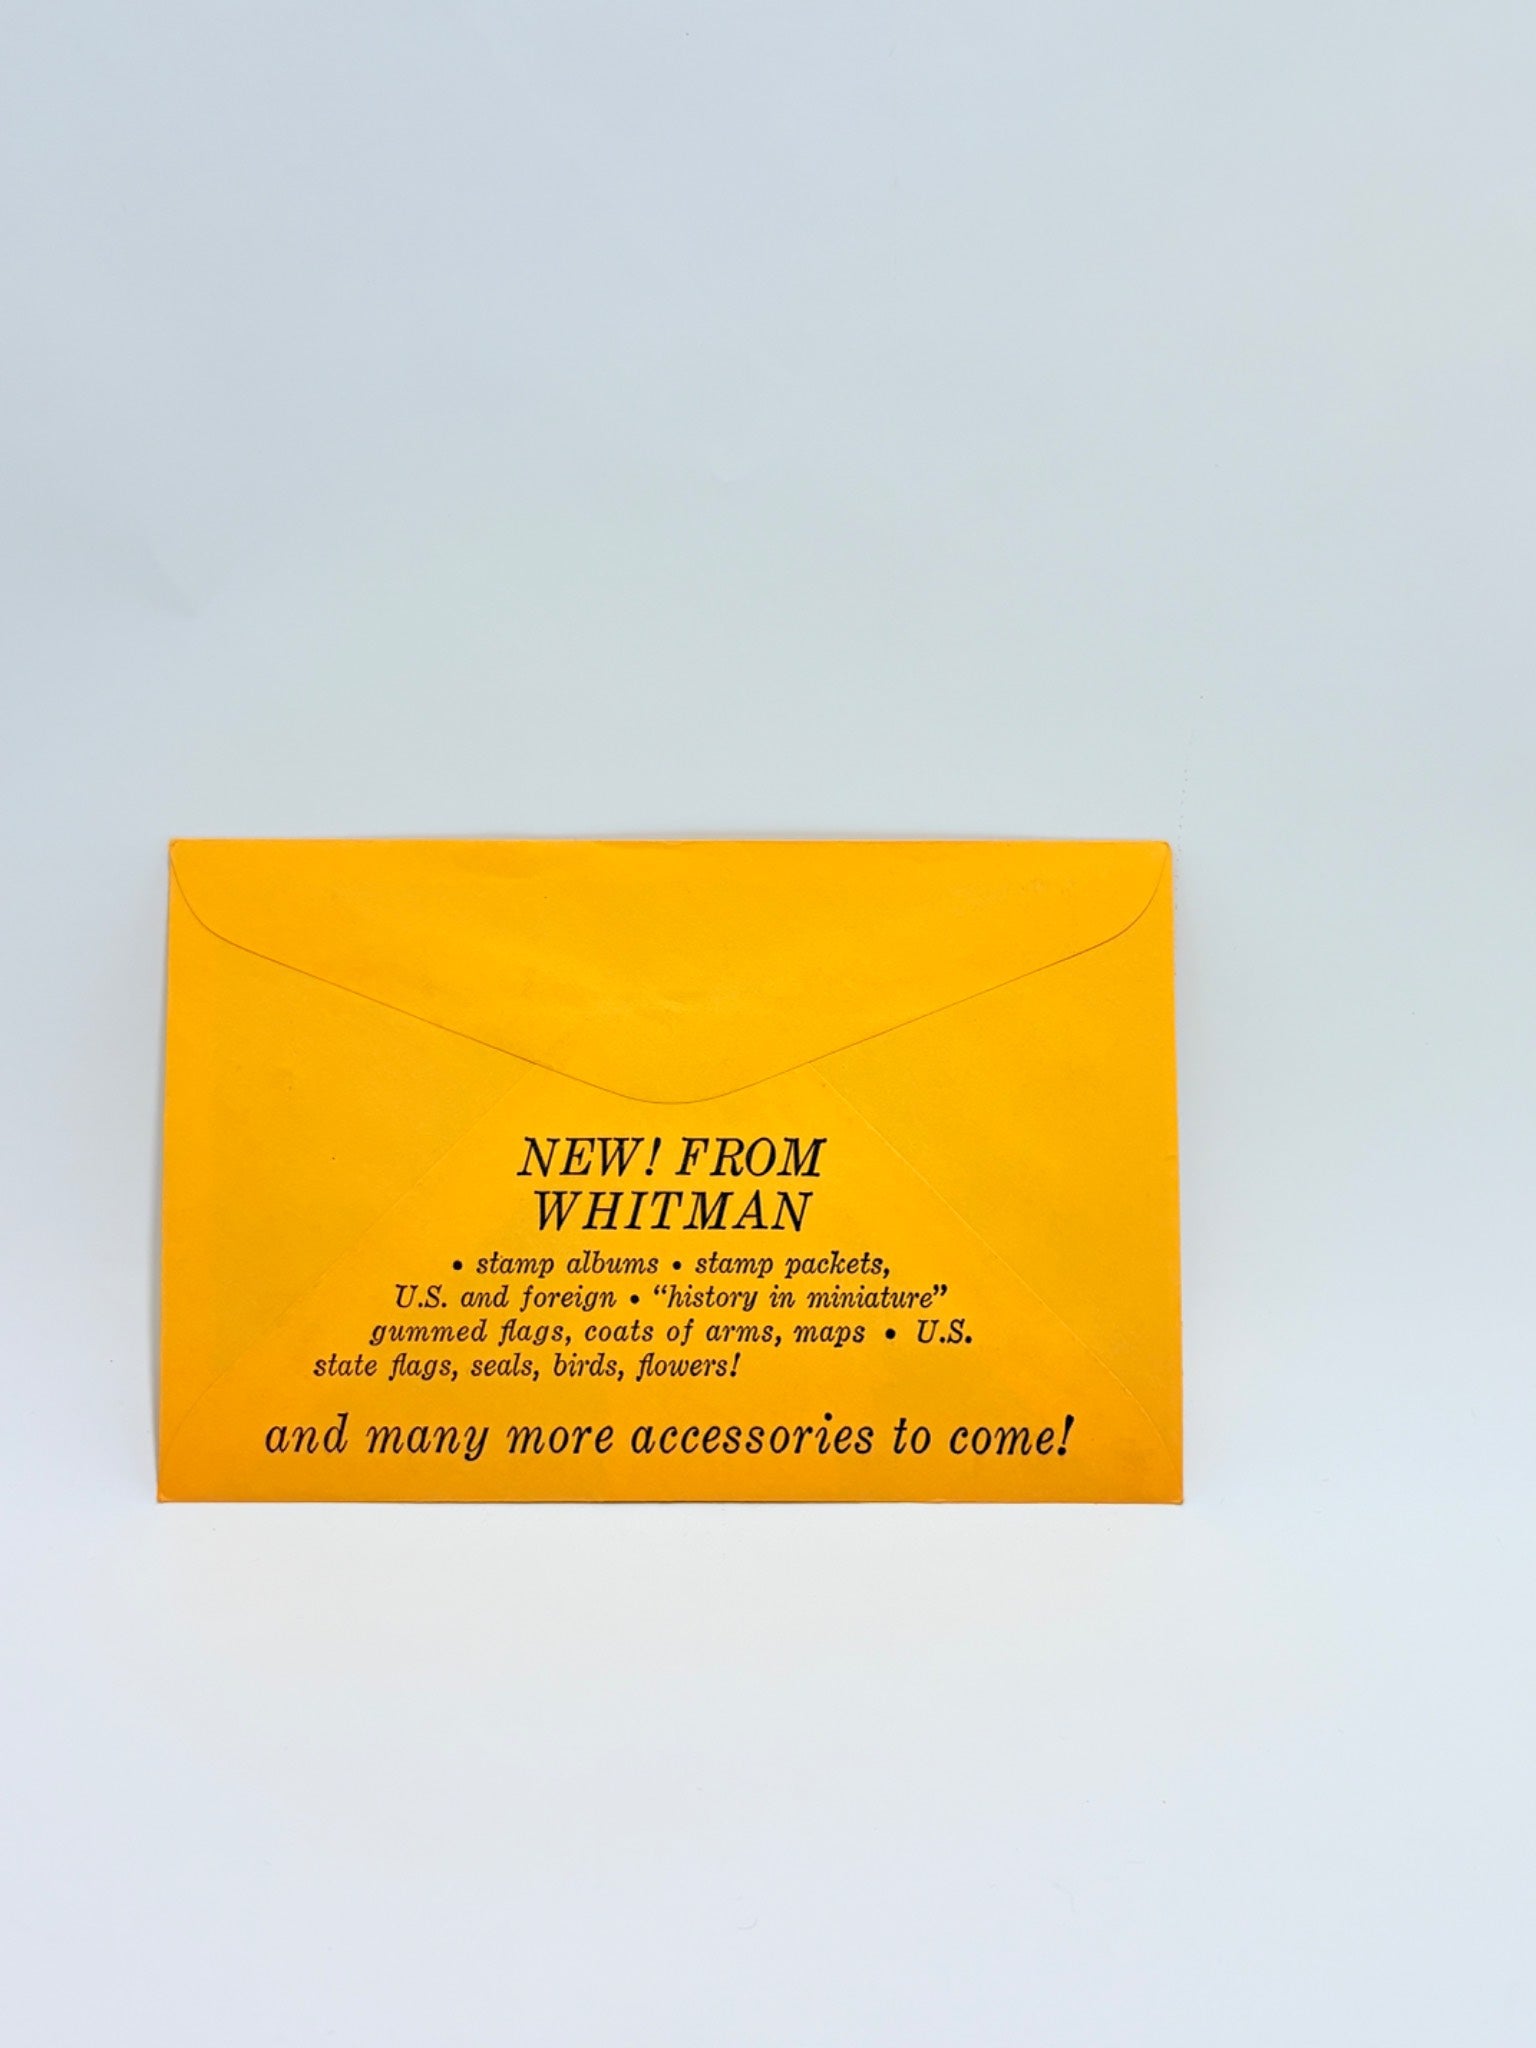 NEW! FROM
WHITMAN
• stamp albums • stamp packets,
U.S. and foreign • “history in miniature”
gummed flags, coats of arms, maps • U.S.
state flags, seals, birds, flowers!
and many more accessories to come!